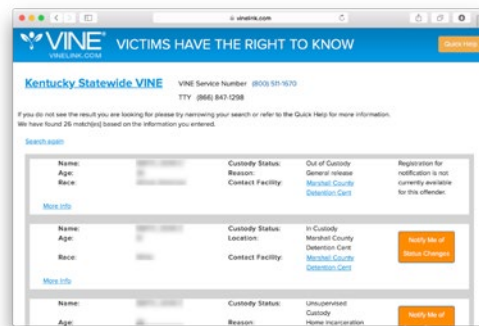 vinelink.com
VINE®
VINELINK.COM
VICTIMS HAVE THE RIGHT TO KNOW
Quick Help
Kentucky Statewide VINE
VINE Service Number (800) 511-1670
TTY (866) 847-1298
If you do not see the result you are looking for please try narrowing your search or refer to the Quick Help for more information.
We have found 26 match(es) based on the information you entered.
Search again
Name: Custody Status: Out of Custody Registration for
Age: Reason: General release notification is not
Race: Contact Facility: Marshall County currently available
Detention Cent for this offender.
More Info
Name: Custody Status: In Custody
Age: Location: Marshall County
Detention Cent
Race: Contact Facility: Marshall County
Detention Cent
Notify Me of
Status Changes
More Info
Name: Custody Status: Unsupervised
Custody
Age: Reason: Home Incarceration
Notify Me of